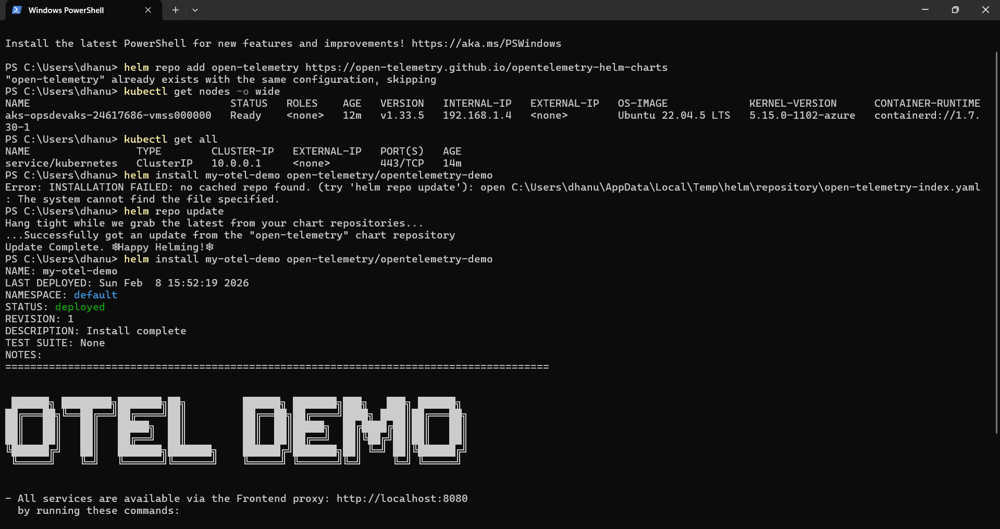 Windows PowerShell
Install the latest PowerShell for new features and improvements! https://aka.ms/PSWindows
PS C:\Users\dhanu> helm repo add open-telemetry https://open-telemetry.github.io/opentelemetry-helm-charts
"open-telemetry" already exists with the same configuration, skipping
PS C:\Users\dhanu> kubectl get nodes -o wide
NAME                                STATUS   ROLES    AGE   VERSION   INTERNAL-IP   EXTERNAL-IP   OS-IMAGE             KERNEL-VERSION      CONTAINER-RUNTIME
aks-opsdevaks-24617686-vmss000000   Ready    <none>   12m   v1.33.5   192.168.1.4   <none>        Ubuntu 22.04.5 LTS   5.15.0-1102-azure   containerd://1.7.
30-1
PS C:\Users\dhanu> kubectl get all
NAME                 TYPE        CLUSTER-IP   EXTERNAL-IP   PORT(S)   AGE
service/kubernetes   ClusterIP   10.0.0.1     <none>        443/TCP   14m
PS C:\Users\dhanu> helm install my-otel-demo open-telemetry/opentelemetry-demo
Error: INSTALLATION FAILED: no cached repo found. (try 'helm repo update'): open C:\Users\dhanu\AppData\Local\Temp\helm\repository\open-telemetry-index.yaml
: The system cannot find the file specified.
PS C:\Users\dhanu> helm repo update
Hang tight while we grab the latest from your chart repositories...
...Successfully got an update from the "open-telemetry" chart repository
Update Complete. ⎈Happy Helming!⎈
PS C:\Users\dhanu> helm install my-otel-demo open-telemetry/opentelemetry-demo
NAME: my-otel-demo
LAST DEPLOYED: Sun Feb  8 15:52:19 2026
NAMESPACE: default
STATUS: deployed
REVISION: 1
DESCRIPTION: Install complete
TEST SUITE: None
NOTES:
=======================================================================================
OTEL DEMO
- All services are available via the Frontend proxy: http://localhost:8080
  by running these commands: